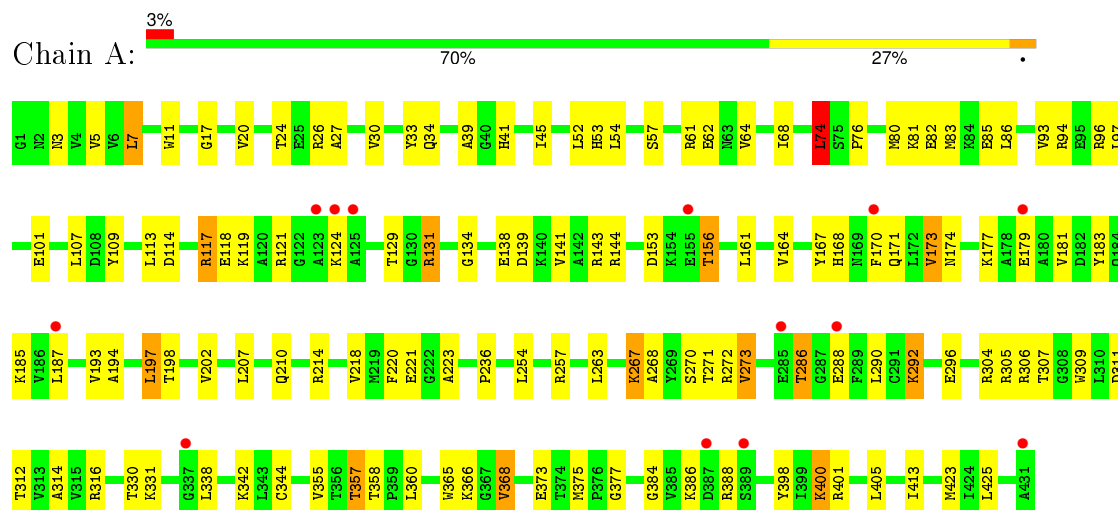 3%
Chain A:
70% 27% .
G1 N2 N3 V4 V5 V6 L7 W11 G17 V20 T24 E25 R26 A27 V30 Y33 Q34 A39 G40 H41 I45 L52 H53 L54 S57 R61 E62 N63 V64 I68 L74 S75 P76 M80 K81 E82 M83 K84 E85 L86 V93 R94 E95 R96 L97
E101 L107 D108 Y109 L113 D114 R117 E118 K119 A120 R121 G122 A123 K124 A125 T129 G130 R131 G134 E138 D139 K140 V141 A142 R143 R144 D153 K154 E155 T156 L161 V164 Y167 H168 N169 F170 Q171 L172 V173 N174 K177 A178 E179 A180 V181 D182 Y183 Q184
K185 V186 L187 V193 A194 L197 T198 V202 L207 Q210 R214 V218 M219 F220 E221 G222 A223 P236 L254 R257 L263 K267 A268 Y269 S270 T271 R272 V273 E285 T286 G287 E288 F289 L290 C291 K292 E296 R304 R305 R306 T307 G308 W309 L310 D311
T312 V313 A314 V315 R316 T330 K331 G337 L338 K342 L343 C344 V355 T356 T357 T358 P359 L360 W365 K366 G367 V368 E373 T374 M375 P376 G377 G384 V385 K386 D387 R388 S389 Y398 I399 K400 R401 L405 I413 M423 I424 L425 A431